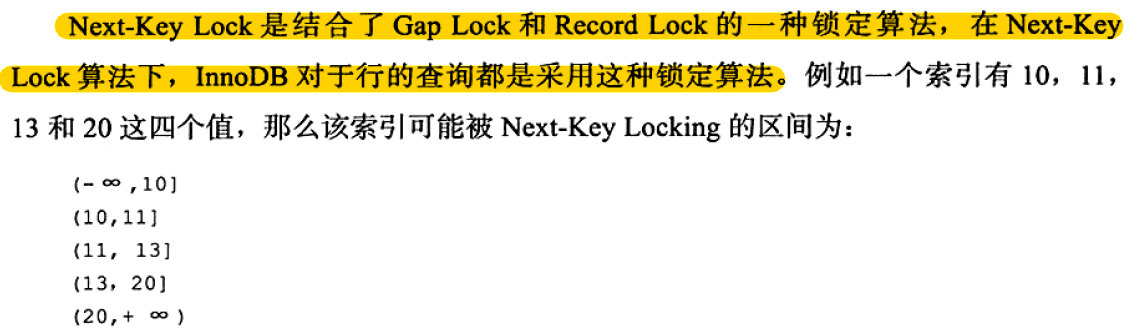 Next-Key Lock 是结合了 Gap Lock 和 Record Lock 的一种锁定算法，在 Next-Key
Lock 算法下，InnoDB 对于行的查询都是采用这种锁定算法。例如一个索引有 10，11，
13 和 20 这四个值，那么该索引可能被 Next-Key Locking 的区间为：
(- ∞ ,10]
(10,11]
(11, 13]
(13，20]
(20,+ ∞ )